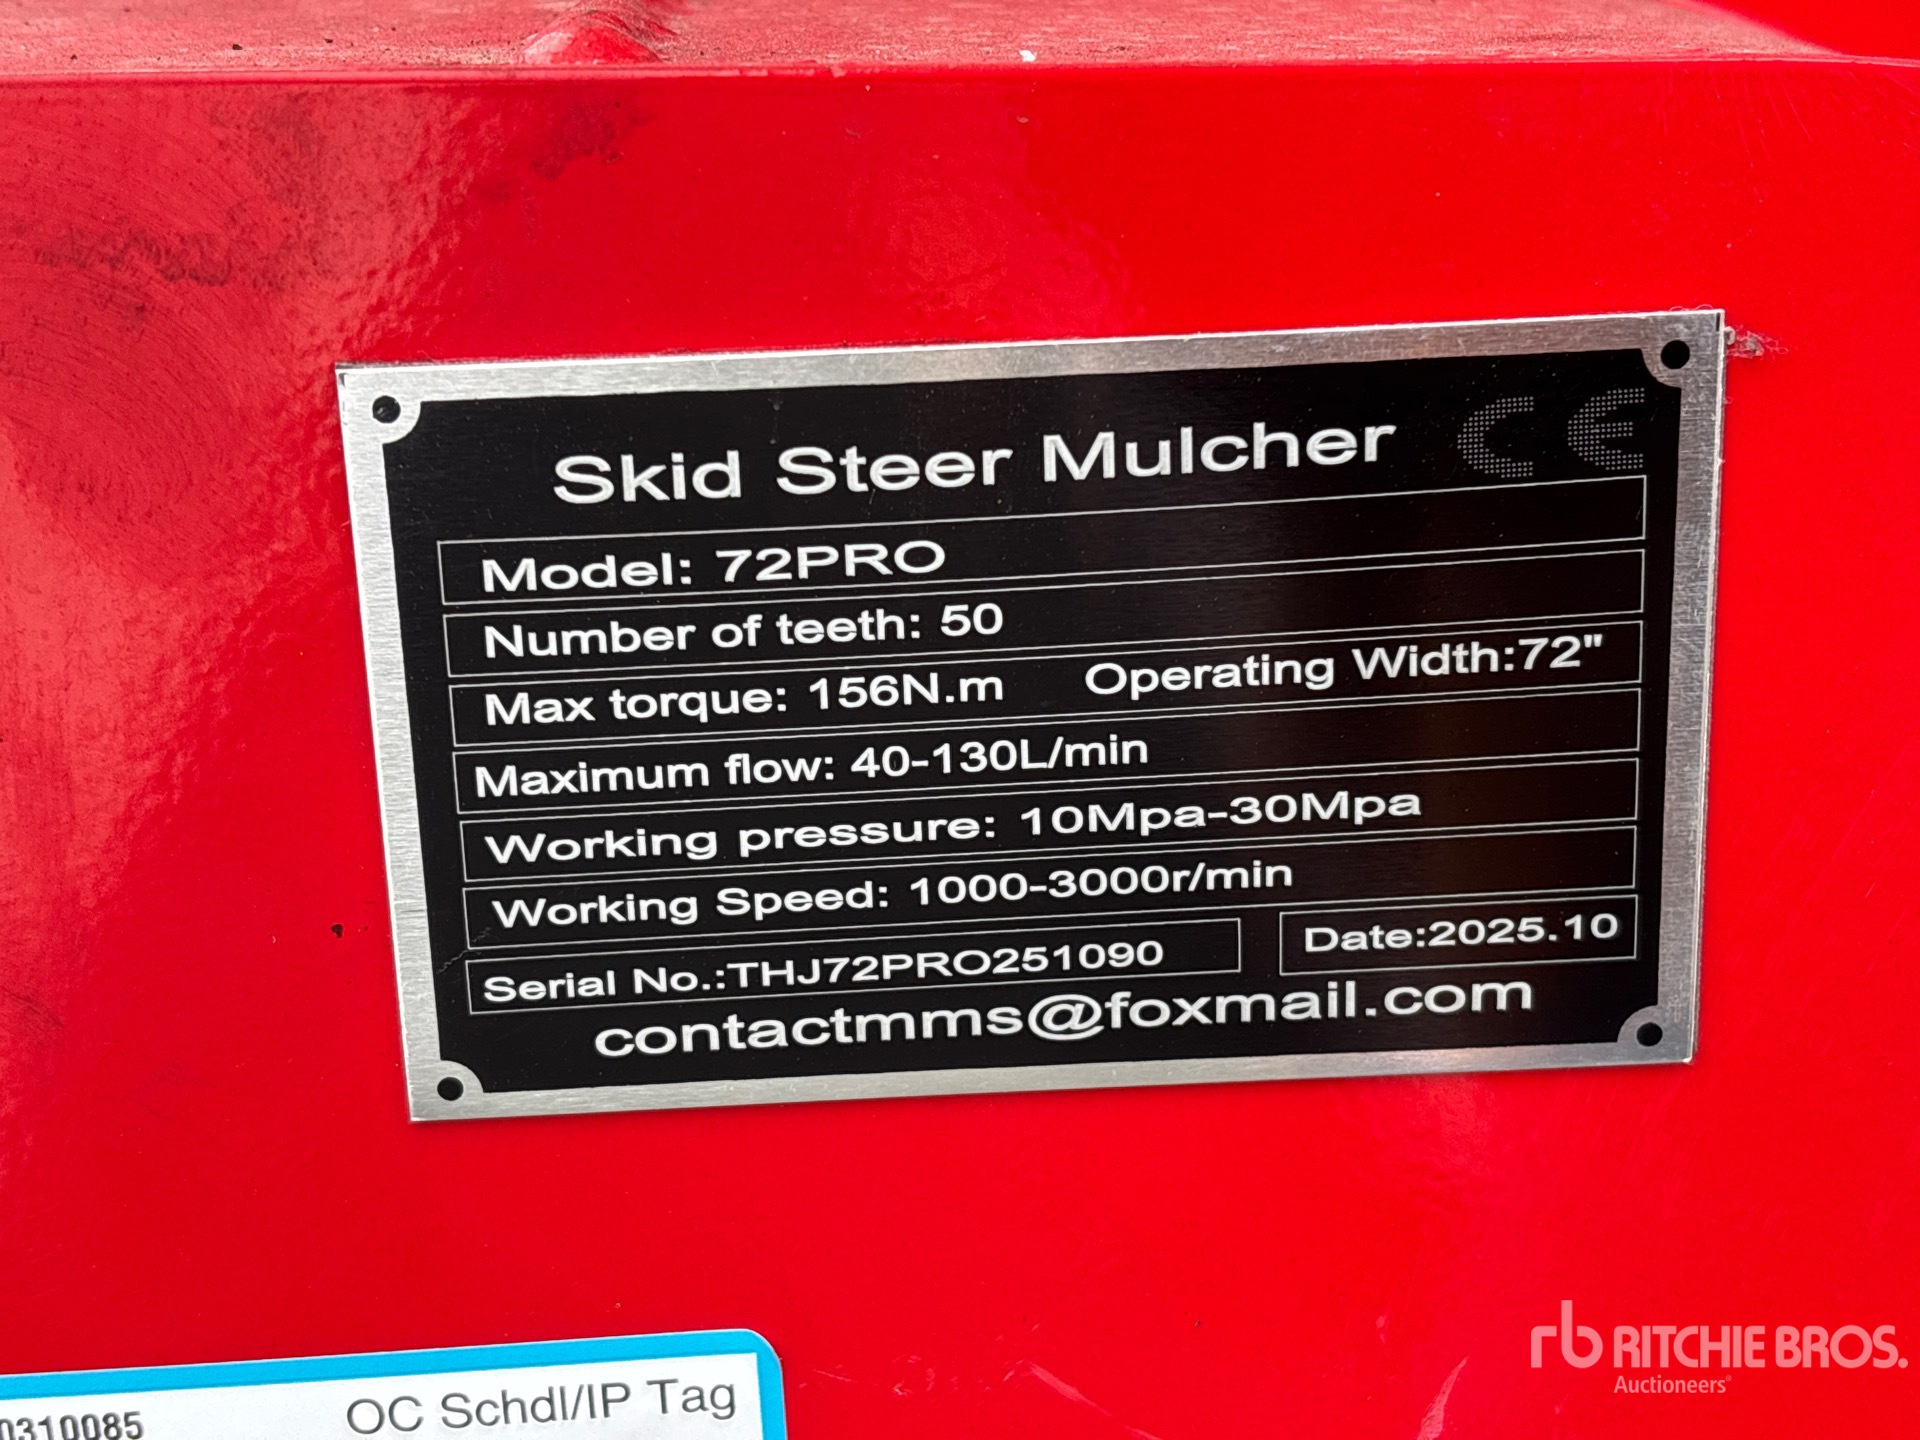 Skid Steer Mulcher CE
Model: 72PRO
Number of teeth: 50
Max torque: 156N.m Operating Width:72"
Maximum flow: 40-130L/min
Working pressure: 10Mpa-30Mpa
Working Speed: 1000-3000r/min
Serial No.:THJ72PRO251090 Date:2025.10
contactmms@foxmail.com
0310085 OC Schdl/IP Tag
rb RITCHIE BROS.
Auctioneers®